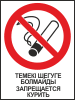 ТЕМЕКІ ШЕГУГЕ
БОЛМАЙДЫ
ЗАПРЕЩАЕТСЯ
КУРИТЬ